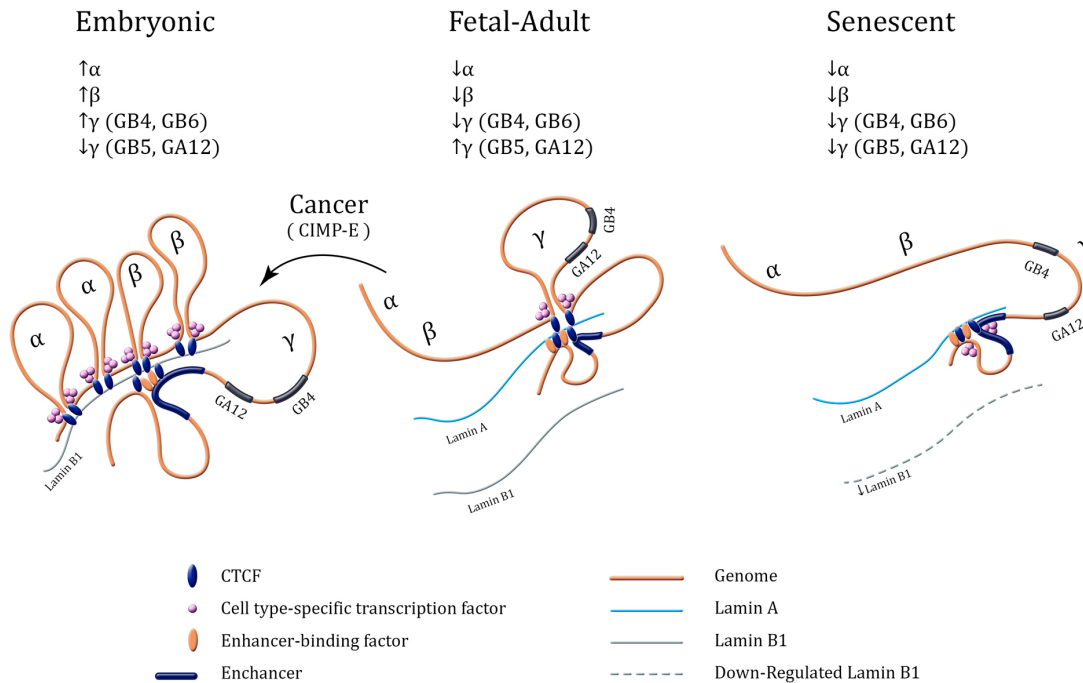 Embryonic
Fetal-Adult
Senescent
↑α
↑β
↑γ (GB4, GB6)
↓γ (GB5, GA12)
↓α
↓β
↓γ (GB4, GB6)
↑γ (GB5, GA12)
↓α
↓β
↓γ (GB4, GB6)
↓γ (GB5, GA12)
Cancer
( CIMP-E )
α
α
β
β
γ
GA12
GB4
Lamin B1
α
β
γ
GB4
GA12
Lamin A
Lamin B1
α
β
GB4
GA12
Lamin A
↓Lamin B1
CTCF
Cell type-specific transcription factor
Enhancer-binding factor
Enchancer
Genome
Lamin A
Lamin B1
Down-Regulated Lamin B1